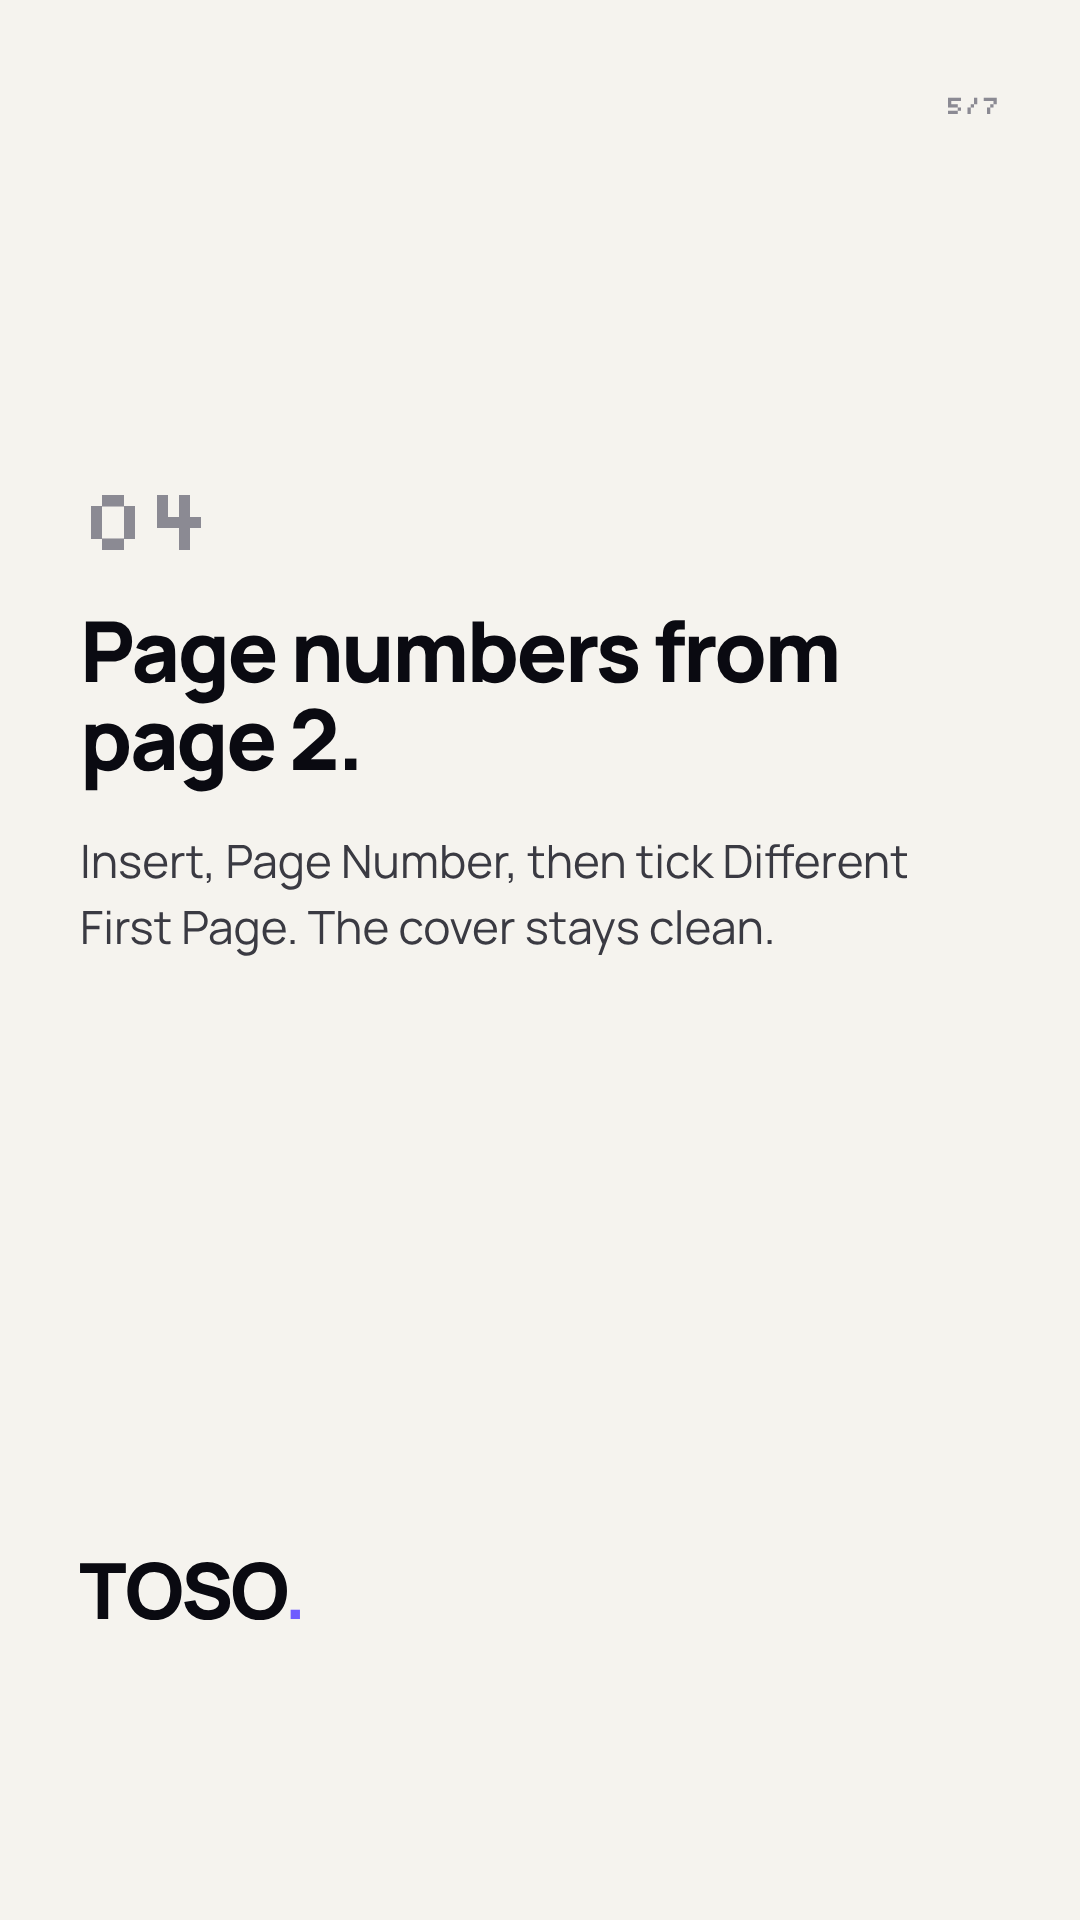 5/7
04
Page numbers from
page 2.
Insert, Page Number, then tick Different
First Page. The cover stays clean.
TOSO.